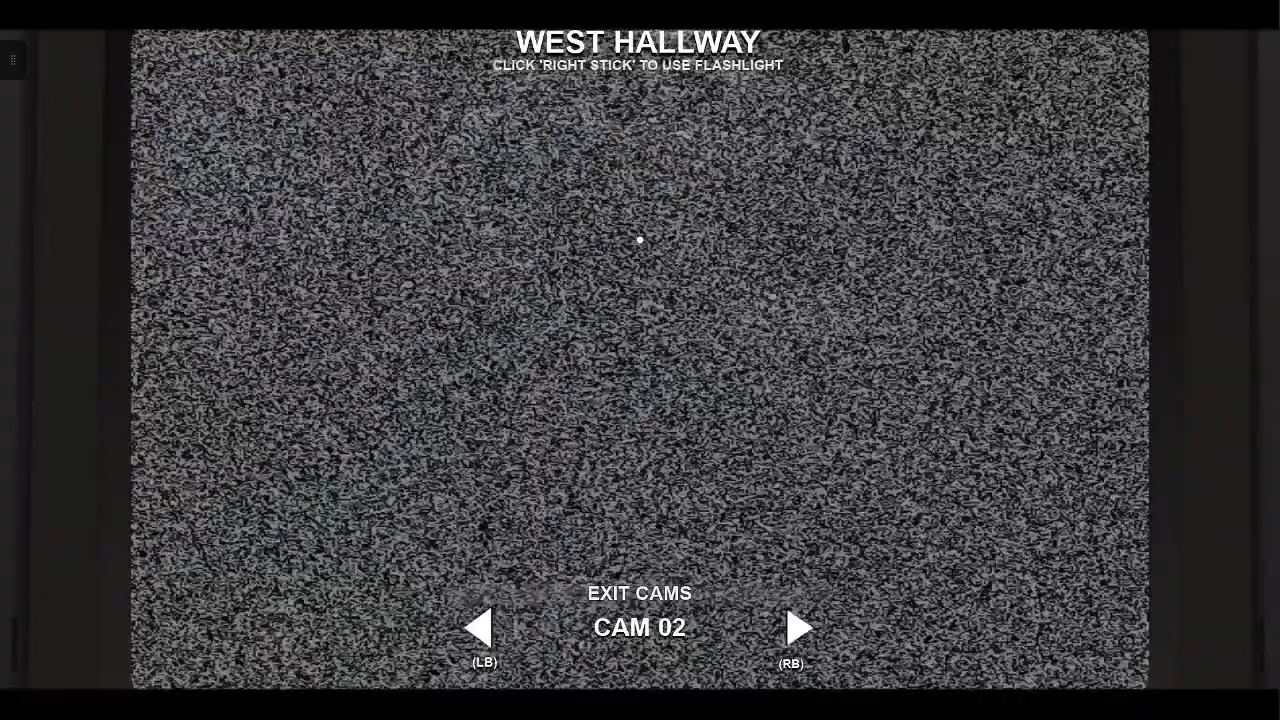 WEST HALLWAY
CLICK 'RIGHT STICK' TO USE FLASHLIGHT
EXIT CAMS
CAM 02
(LB) (RB)